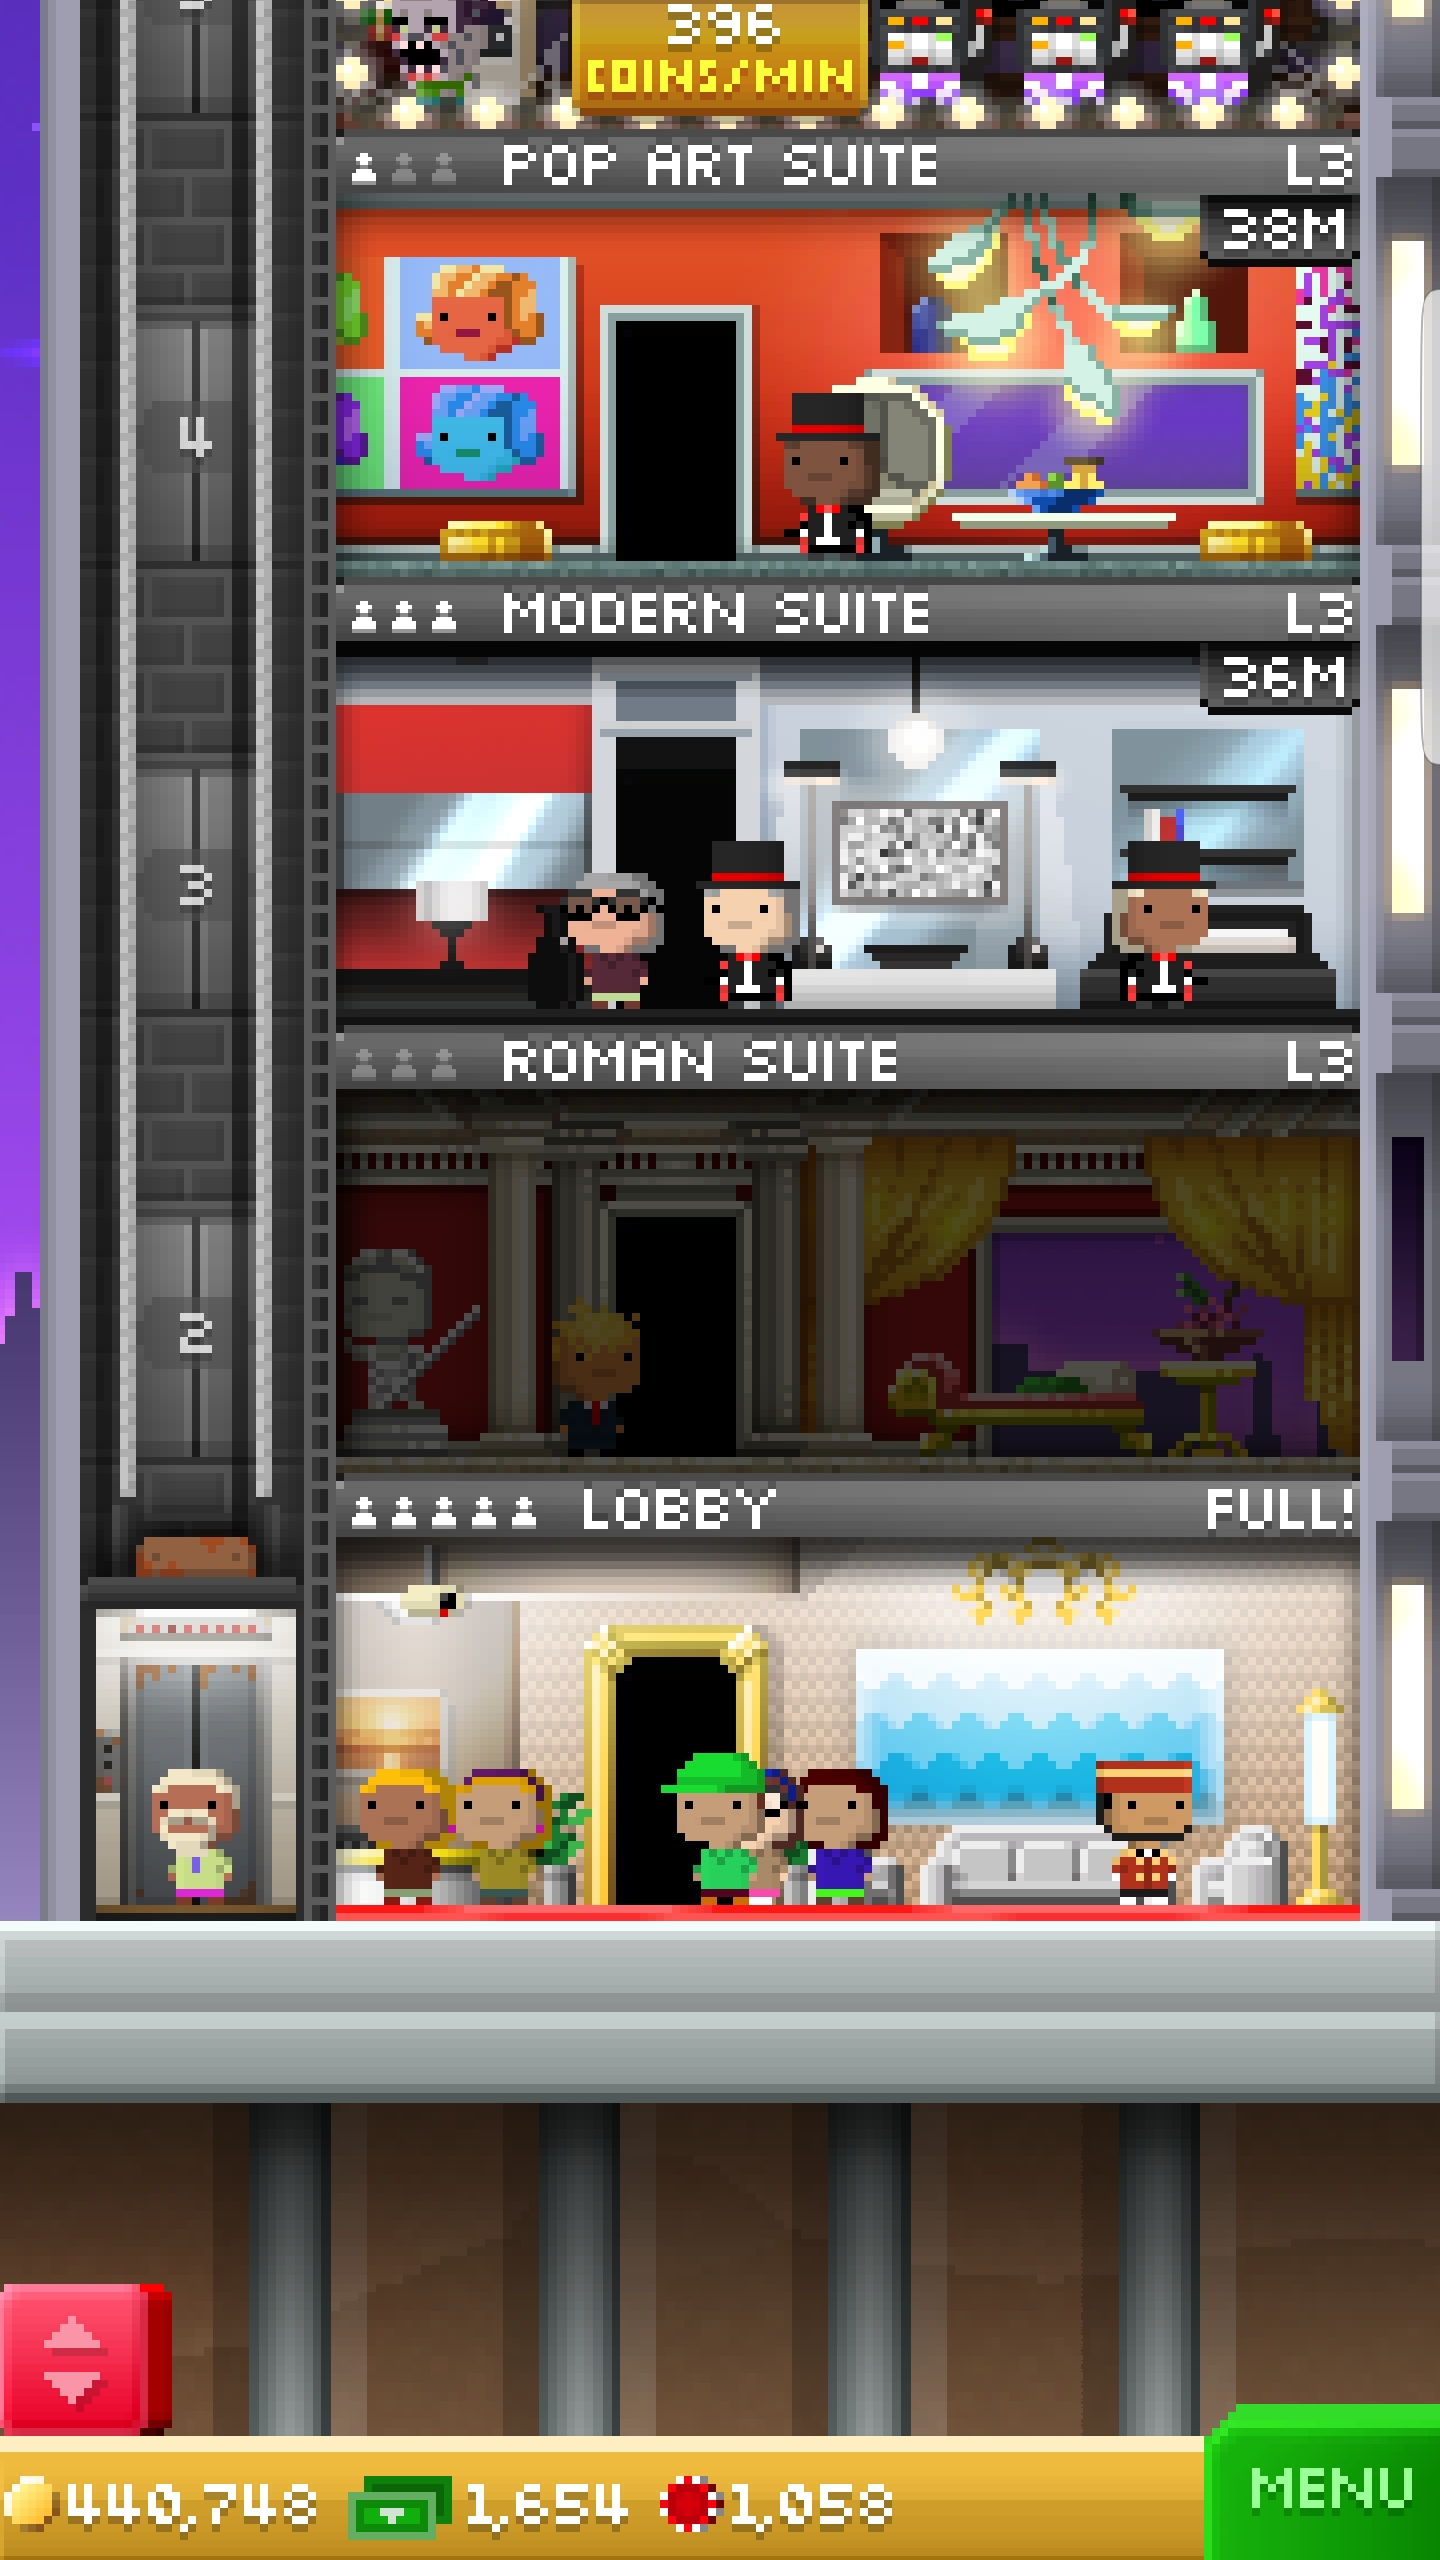 396
COINS/MIN
POP ART SUITE L3
38M
4
MODERN SUITE L3
36M
3
ROMAN SUITE L3
2
LOBBY FULL!
MENU
440,748 1,654 1,058